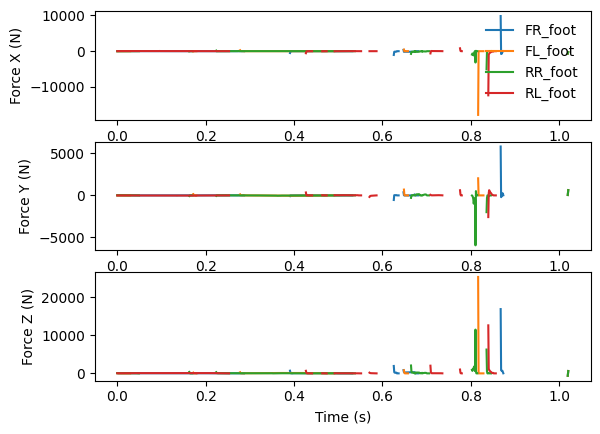 10000
0
−10000
Force X (N)
FR_foot
FL_foot
RR_foot
RL_foot
0.0 0.2 0.4 0.6 0.8 1.0
5000
0
−5000
Force Y (N)
0.0 0.2 0.4 0.6 0.8 1.0
20000
10000
0
Force Z (N)
0.0 0.2 0.4 0.6 0.8 1.0
Time (s)